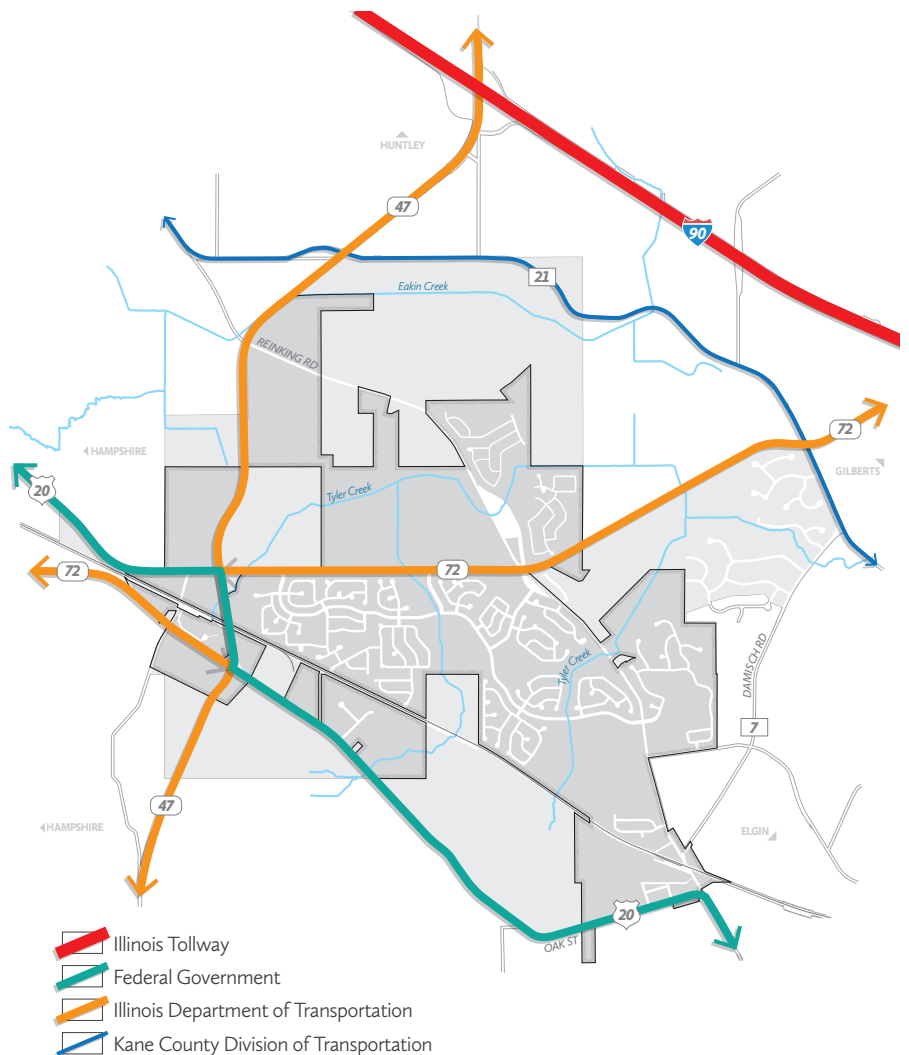 HUNTLEY
47
90
21
Eakin Creek
REINKING RD
72
HAMPSHIRE
GILBERTS
20
Tyler Creek
72
72
Tyler Creek
DAMISCH RD
7
47
HAMPSHIRE
ELGIN
20
OAK ST
Illinois Tollway
Federal Government
Illinois Department of Transportation
Kane County Division of Transportation